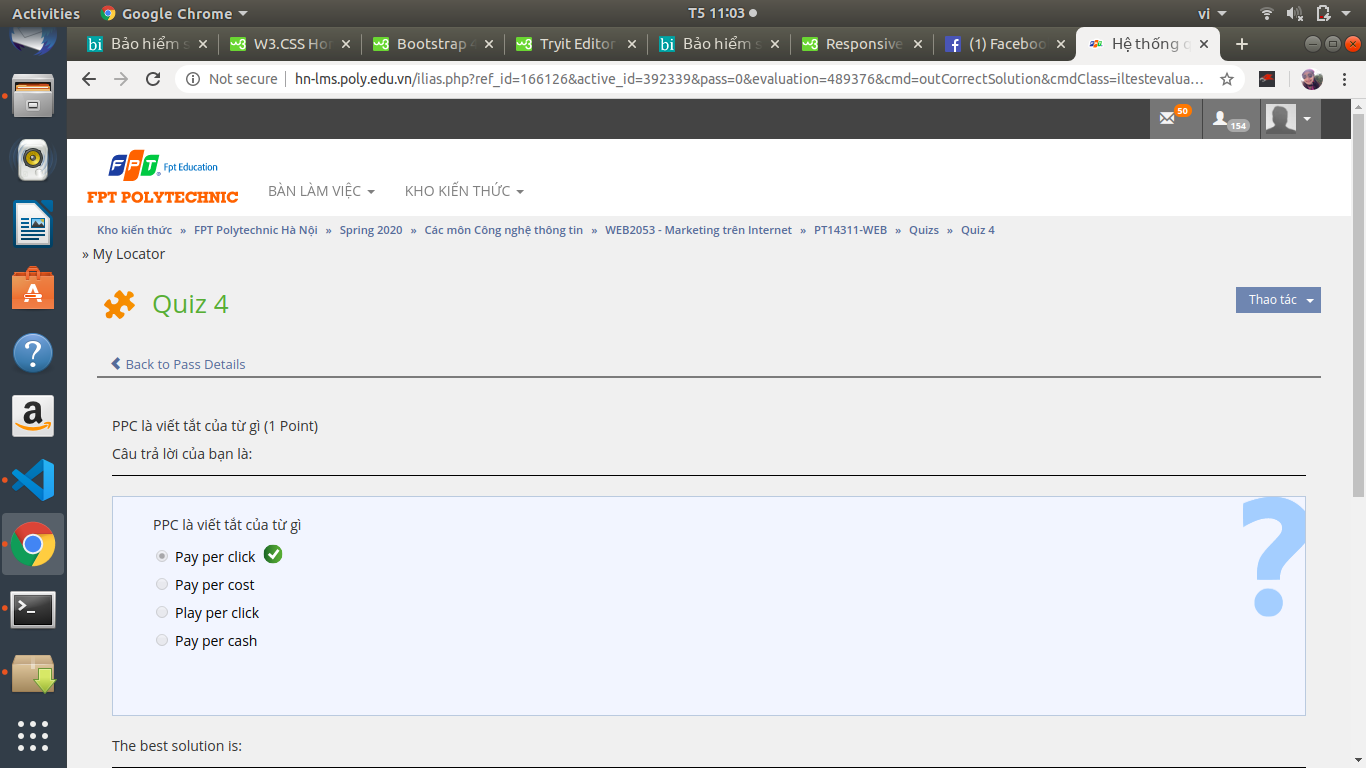 Activities
Google Chrome
T5 11:03
vi
Bảo hiểm s
W3.CSS Ho
Bootstrap
Tryit Editor
Bảo hiểm s
Responsive
(1) Faceboo
Hệ thống q
Not secure
hn-lms.poly.edu.vn/ilias.php?ref_id=166126&active_id=392339&pass=0&evaluation=489376&cmd=outCorrectSolution&cmdClass=iltestevalua...
50
154
FPT Fpt Education
FPT POLYTECHNIC
BÀN LÀM VIỆC
KHO KIẾN THỨC
Kho kiến thức » FPT Polytechnic Hà Nội » Spring 2020 » Các môn Công nghệ thông tin » WEB2053 - Marketing trên Internet » PT14311-WEB » Quizs » Quiz 4
» My Locator
Quiz 4
Thao tác
Back to Pass Details
PPC là viết tắt của từ gì (1 Point)
Câu trả lời của bạn là:
PPC là viết tắt của từ gì
Pay per click
Pay per cost
Play per click
Pay per cash
The best solution is: